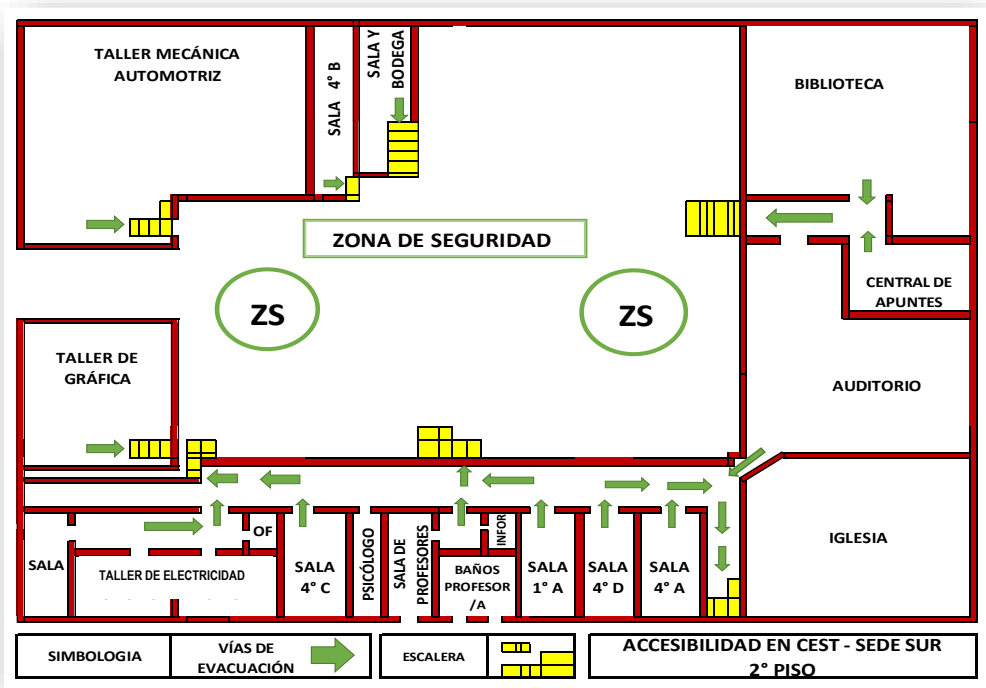 TALLER MECÁNICA
AUTOMOTRIZ
SALA 4° B
SALA Y
BODEGA
BIBLIOTECA
ZONA DE SEGURIDAD
ZS
ZS
CENTRAL DE
APUNTES
TALLER DE
GRÁFICA
AUDITORIO
SALA
TALLER DE ELECTRICIDAD
OF
SALA
4° C
PSICÓLOGO
SALA DE
PROFESORES
BAÑOS
PROFESOR
/A
INFOR
SALA
1° A
SALA
4° D
SALA
4° A
IGLESIA
SIMBOLOGIA
VÍAS DE
EVACUACIÓN
ESCALERA
ACCESIBILIDAD EN CEST - SEDE SUR
2° PISO